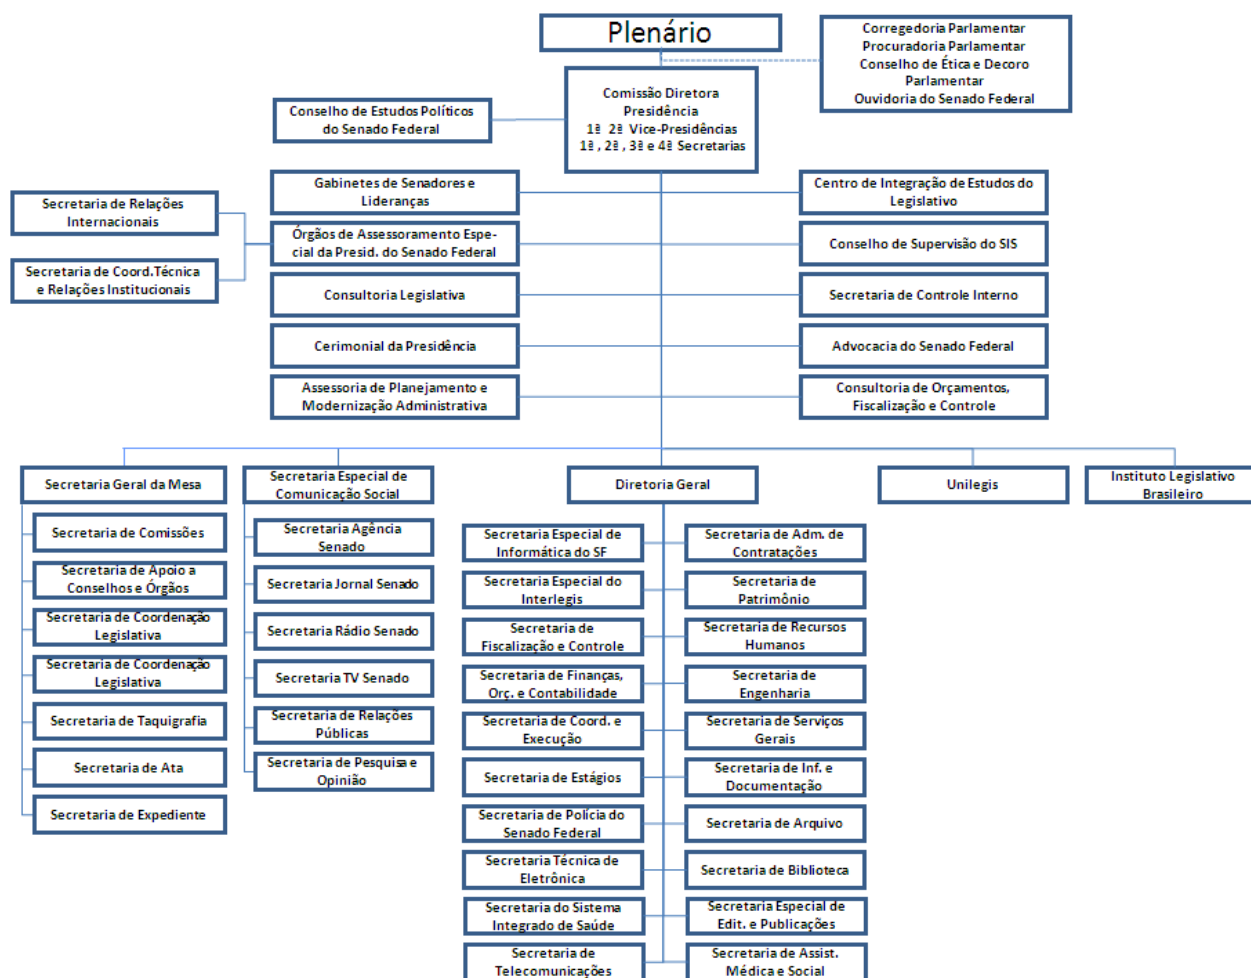 Plenário
Corregedoria Parlamentar
Procuradoria Parlamentar
Conselho de Ética e Decoro
Parlamentar
Ouvidoria do Senado Federal
Comissão Diretora
Presidência
1ª 2ª Vice-Presidências
1ª, 2ª, 3ª e 4ª Secretarias
Conselho de Estudos Políticos
do Senado Federal
Gabinetes de Senadores e
Lideranças
Centro de Integração de Estudos do
Legislativo
Secretaria de Relações
Internacionais
Órgãos de Assessoramento Espe-
cial da Presid. do Senado Federal
Conselho de Supervisão do SIS
Secretaria de Coord.Técnica
e Relações Institucionais
Consultoria Legislativa
Secretaria de Controle Interno
Cerimonial da Presidência
Advocacia do Senado Federal
Assessoria de Planejamento e
Modernização Administrativa
Consultoria de Orçamentos,
Fiscalização e Controle
Secretaria Geral da Mesa
Secretaria Especial de
Comunicação Social
Diretoria Geral
Unilegis
Instituto Legislativo
Brasileiro
Secretaria de Comissões
Secretaria de Apoio a
Conselhos e Órgãos
Secretaria de Coordenação
Legislativa
Secretaria de Coordenação
Legislativa
Secretaria de Taquigrafia
Secretaria de Ata
Secretaria de Expediente
Secretaria Agência
Senado
Secretaria Jornal Senado
Secretaria Rádio Senado
Secretaria TV Senado
Secretaria de Relações
Públicas
Secretaria de Pesquisa e
Opinião
Secretaria Especial de
Informática do SF
Secretaria de Adm. de
Contratações
Secretaria Especial do
Interlegis
Secretaria de
Patrimônio
Secretaria de
Fiscalização e Controle
Secretaria de Recursos
Humanos
Secretaria de Finanças,
Orç. e Contabilidade
Secretaria de
Engenharia
Secretaria de Coord. e
Execução
Secretaria de Serviços
Gerais
Secretaria de Estágios
Secretaria de Inf. e
Documentação
Secretaria de Polícia do
Senado Federal
Secretaria de Arquivo
Secretaria Técnica de
Eletrônica
Secretaria de Biblioteca
Secretaria do Sistema
Integrado de Saúde
Secretaria Especial de
Edit. e Publicações
Secretaria de
Telecomunicações
Secretaria de Assist.
Médica e Social